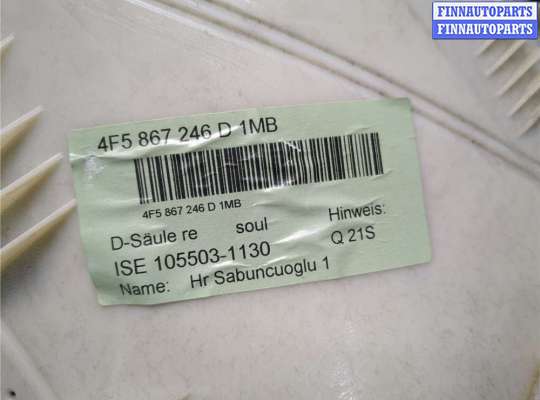 FINNAUTOPARTS
FINNAUTOPARTS
4F5 867 246 D 1MB
4F5 867 246 D 1MB
D-Säule re soul Hinweis:
ISE 105503-1130 Q 21S
Name: Hr Sabuncuoglu 1